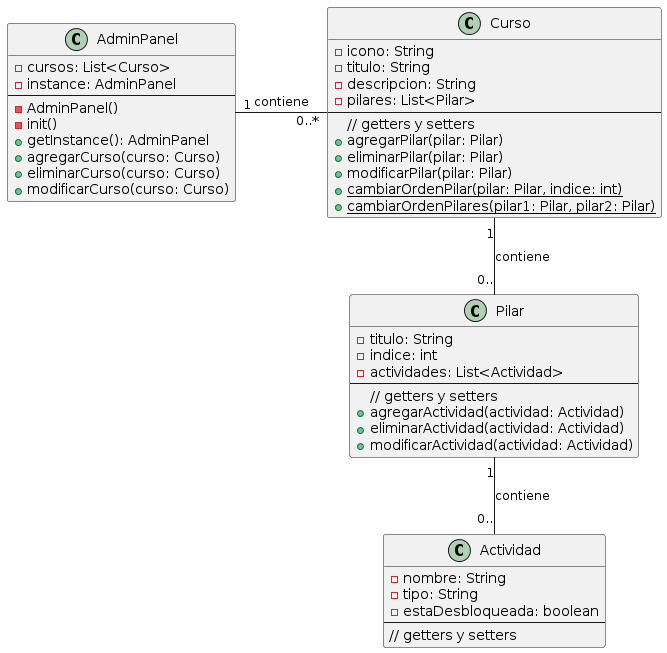 C AdminPanel
cursos: List<Curso>
instance: AdminPanel
AdminPanel()
init()
getInstance(): AdminPanel
agregarCurso(curso: Curso)
eliminarCurso(curso: Curso)
modificarCurso(curso: Curso)
1 contiene
0..*
C Curso
icono: String
titulo: String
descripcion: String
pilares: List<Pilar>
// getters y setters
agregarPilar(pilar: Pilar)
eliminarPilar(pilar: Pilar)
modificarPilar(pilar: Pilar)
cambiarOrdenPilar(pilar: Pilar, indice: int)
cambiarOrdenPilares(pilar1: Pilar, pilar2: Pilar)
1
contiene
0..
C Pilar
titulo: String
indice: int
actividades: List<Actividad>
// getters y setters
agregarActividad(actividad: Actividad)
eliminarActividad(actividad: Actividad)
modificarActividad(actividad: Actividad)
1
contiene
0..
C Actividad
nombre: String
tipo: String
estaDesbloqueada: boolean
// getters y setters